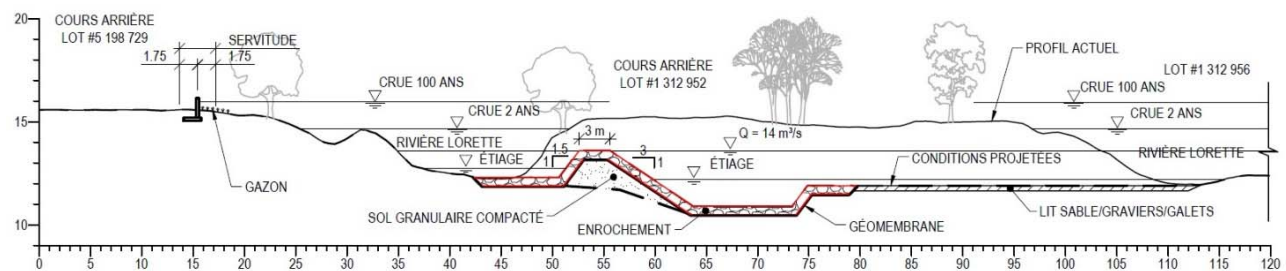 20
15
10
COURS ARRIÈRE
LOT #5 198 729
SERVITUDE
1.75
1.75
COURS ARRIÈRE
LOT #1 312 952
PROFIL ACTUEL
LOT #1 312 956
CRUE 100 ANS
CRUE 100 ANS
CRUE 2 ANS
CRUE 2 ANS
RIVIÈRE LORETTE
3 m
Q = 14 m³/s
RIVIÈRE LORETTE
ÉTIAGE
1.5
1
3
1
ÉTIAGE
CONDITIONS PROJETÉES
GAZON
SOL GRANULAIRE COMPACTÉ
ENROCHEMENT
GÉOMEMBRANE
LIT SABLE/GRAVIERS/GALETS
0 5 10 15 20 25 30 35 40 45 50 55 60 65 70 75 80 85 90 95 100 105 110 115 120